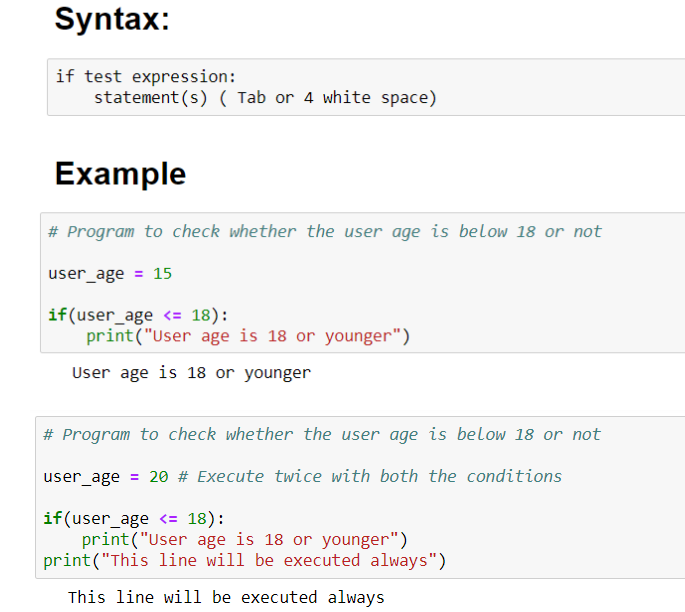 Syntax:
if test expression:
    statement(s) ( Tab or 4 white space)
Example
# Program to check whether the user age is below 18 or not
user_age = 15
if(user_age <= 18):
    print("User age is 18 or younger")
User age is 18 or younger
# Program to check whether the user age is below 18 or not
user_age = 20 # Execute twice with both the conditions
if(user_age <= 18):
    print("User age is 18 or younger")
print("This line will be executed always")
This line will be executed always